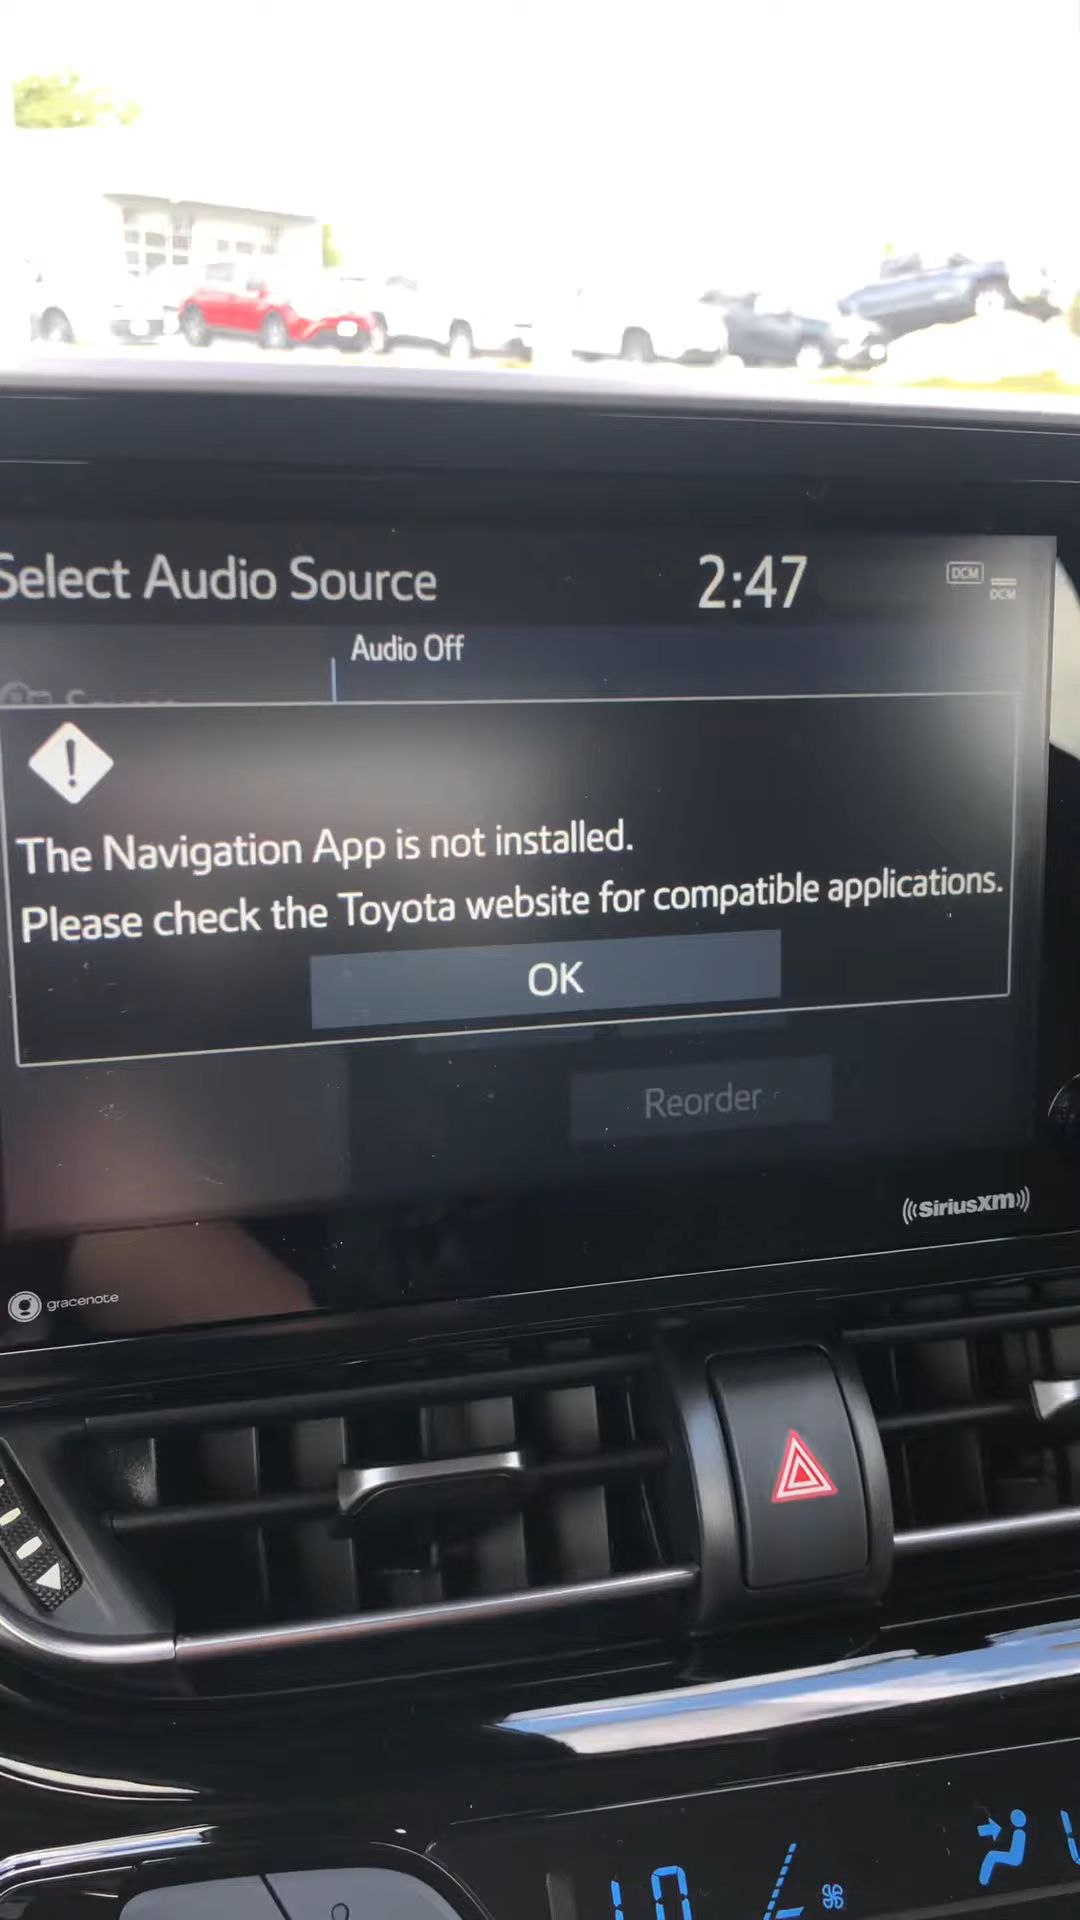 Select Audio Source
2:47
DCM
DCM
Audio Off
!
The Navigation App is not installed.
Please check the Toyota website for compatible applications.
OK
Reorder
((SiriusXM))
gracenote